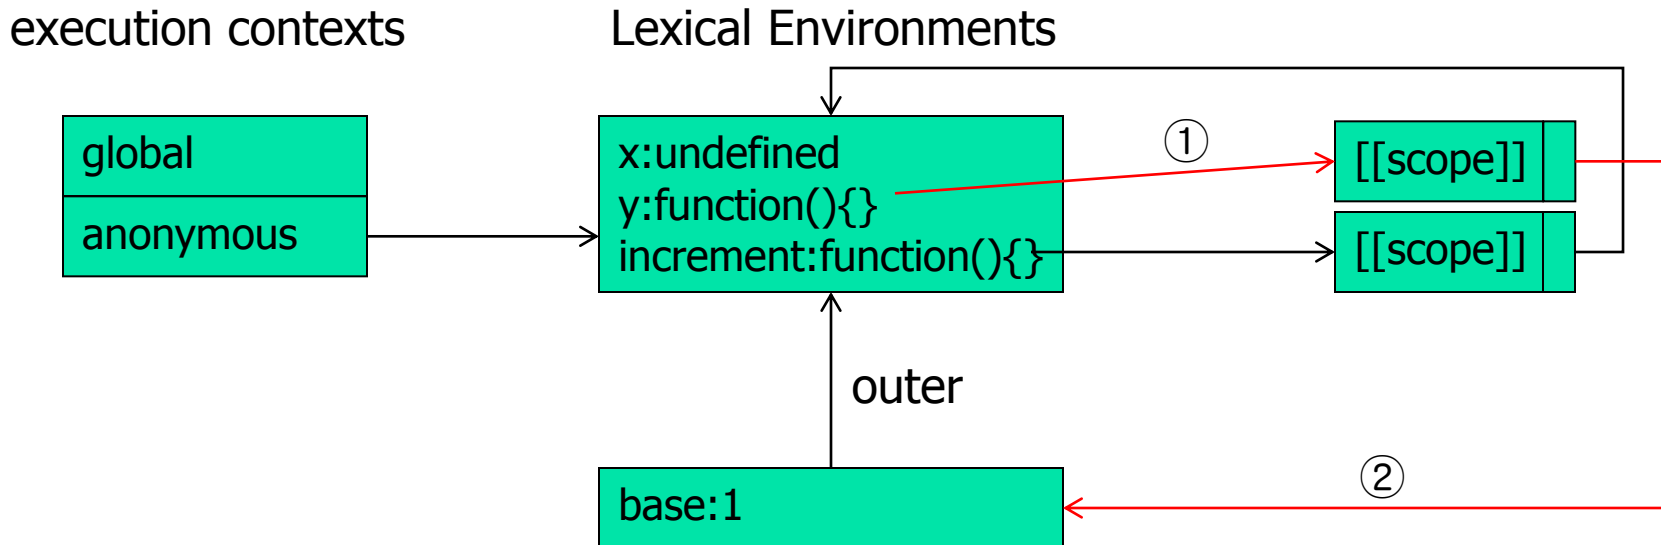 execution contexts
Lexical Environments
global
anonymous
x:undefined
y:function(){}
increment:function(){}
①
[[scope]]
[[scope]]
outer
②
base:1